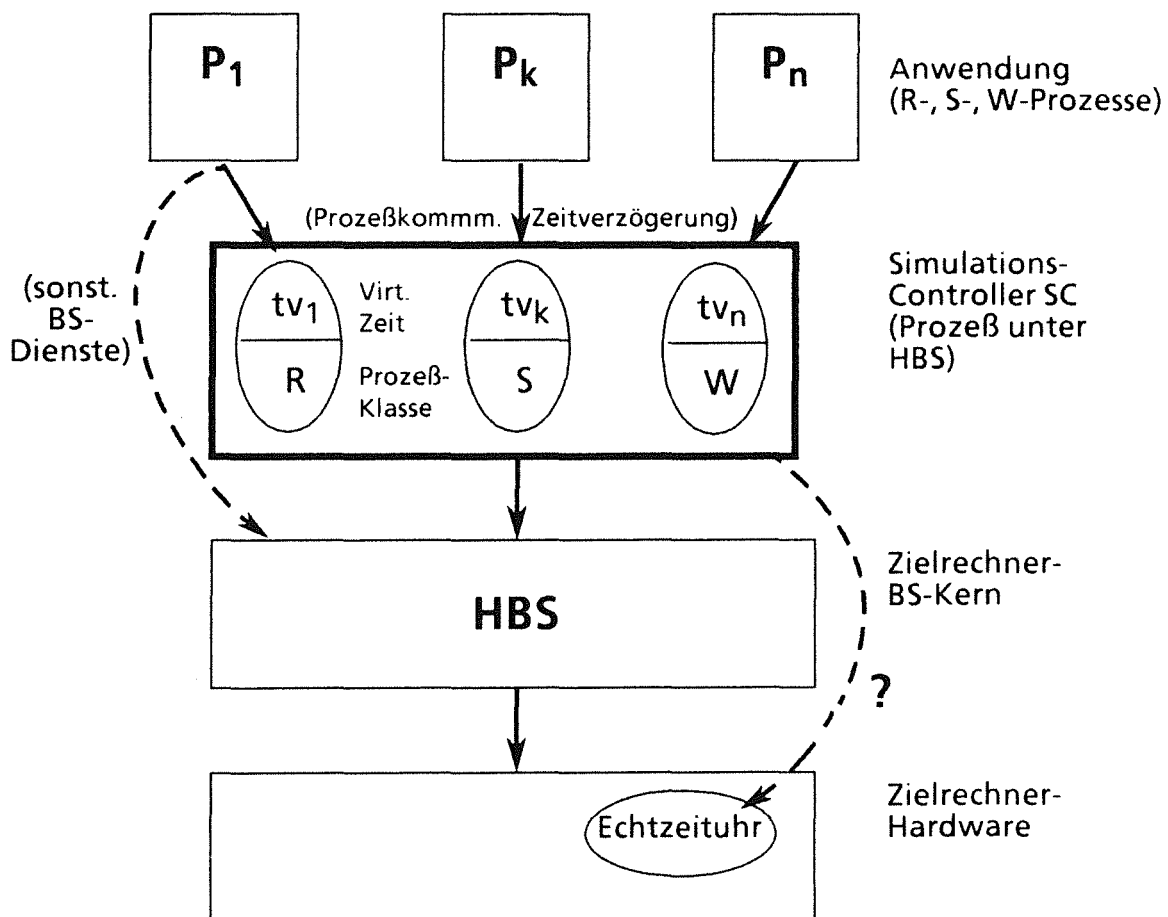 P1
Pk
Pn
Anwendung
(R-, S-, W-Prozesse)
(Prozeßkommm. Zeitverzögerung)
(sonst.
BS-
Dienste)
tv1
R
Virt.
Zeit
Prozeß-
Klasse
tvk
S
tvn
W
Simulations-
Controller SC
(Prozeß unter
HBS)
HBS
Zielrechner-
BS-Kern
?
Echtzeituhr
Zielrechner-
Hardware